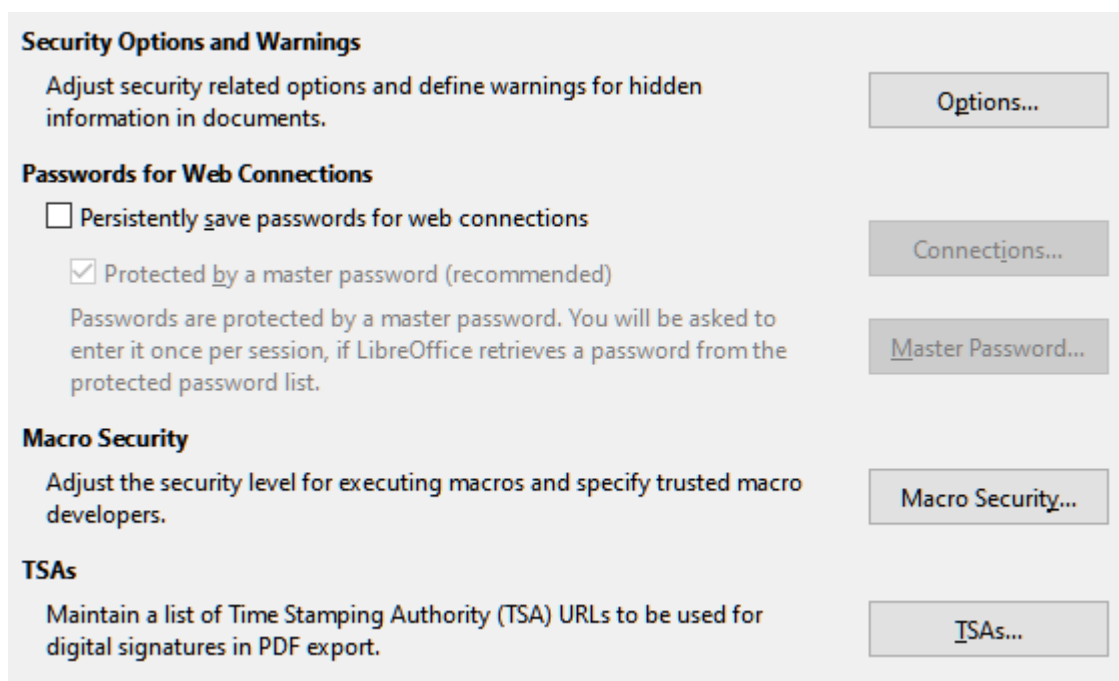 Security Options and Warnings
Adjust security related options and define warnings for hidden
information in documents.
Options...
Passwords for Web Connections
Persistently save passwords for web connections
Connections...
Protected by a master password (recommended)
Passwords are protected by a master password. You will be asked to
enter it once per session, if LibreOffice retrieves a password from the
protected password list.
Master Password...
Macro Security
Adjust the security level for executing macros and specify trusted macro
developers.
Macro Security...
TSAs
Maintain a list of Time Stamping Authority (TSA) URLs to be used for
digital signatures in PDF export.
TSAs...